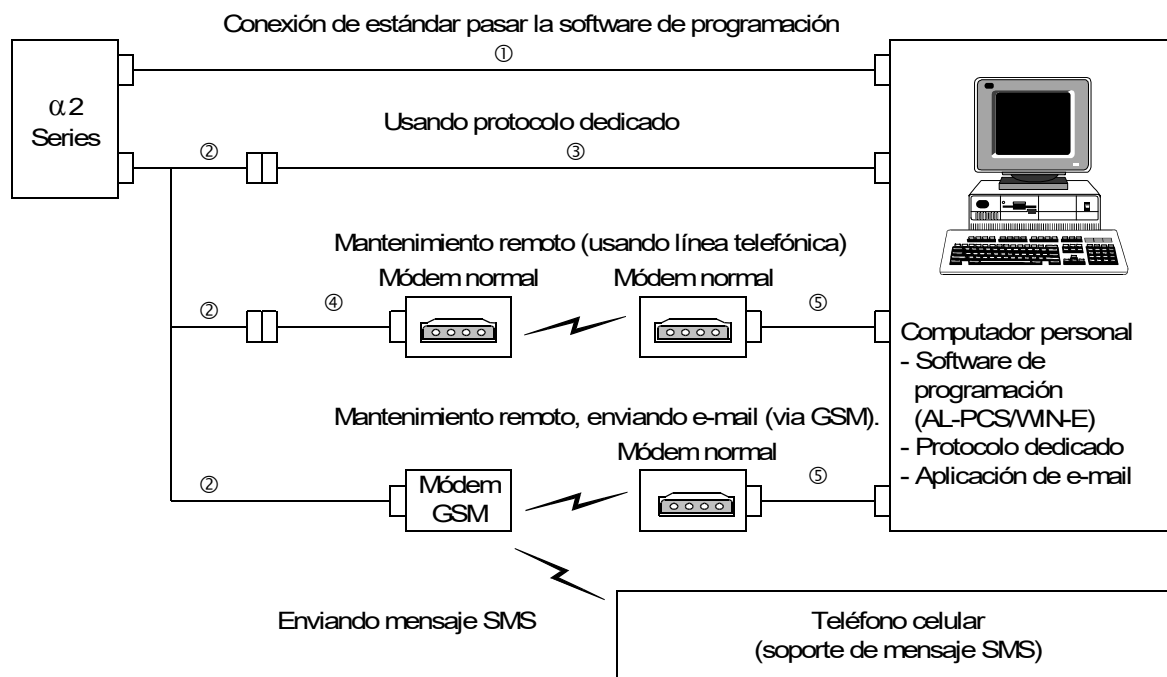 Conexión de estándar pasar la software de programación
①
α2
Series
Usando protocolo dedicado
②
③
Mantenimiento remoto (usando línea telefónica)
Módem normal
Módem normal
②
④
⑤
Computador personal
- Software de
programación
(AL-PCS/WIN-E)
- Protocolo dedicado
- Aplicación de e-mail
Mantenimiento remoto, enviando e-mail (via GSM).
Módem normal
②
Módem
GSM
⑤
Enviando mensaje SMS
Teléfono celular
(soporte de mensaje SMS)